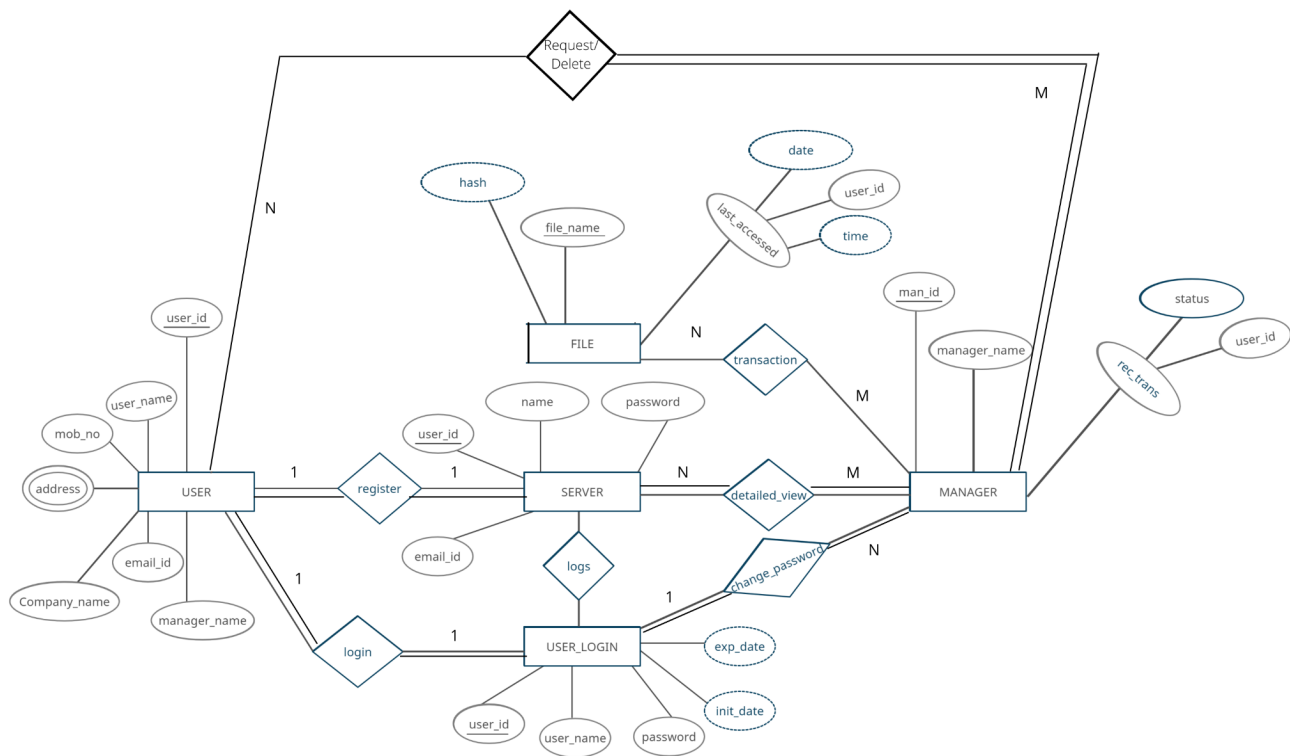 Request/
Delete
M
date
hash
user_id
last_accessed
N
file_name
time
man_id
status
user_id
user_id
FILE
N
transaction
manager_name
rec_trans
user_name
name
password
M
mob_no
user_id
1
1
N
M
address
USER
register
SERVER
detailed_view
MANAGER
email_id
email_id
logs
change_password
N
1
Company_name
1
manager_name
1
login
USER_LOGIN
exp_date
init_date
user_id
user_name
password